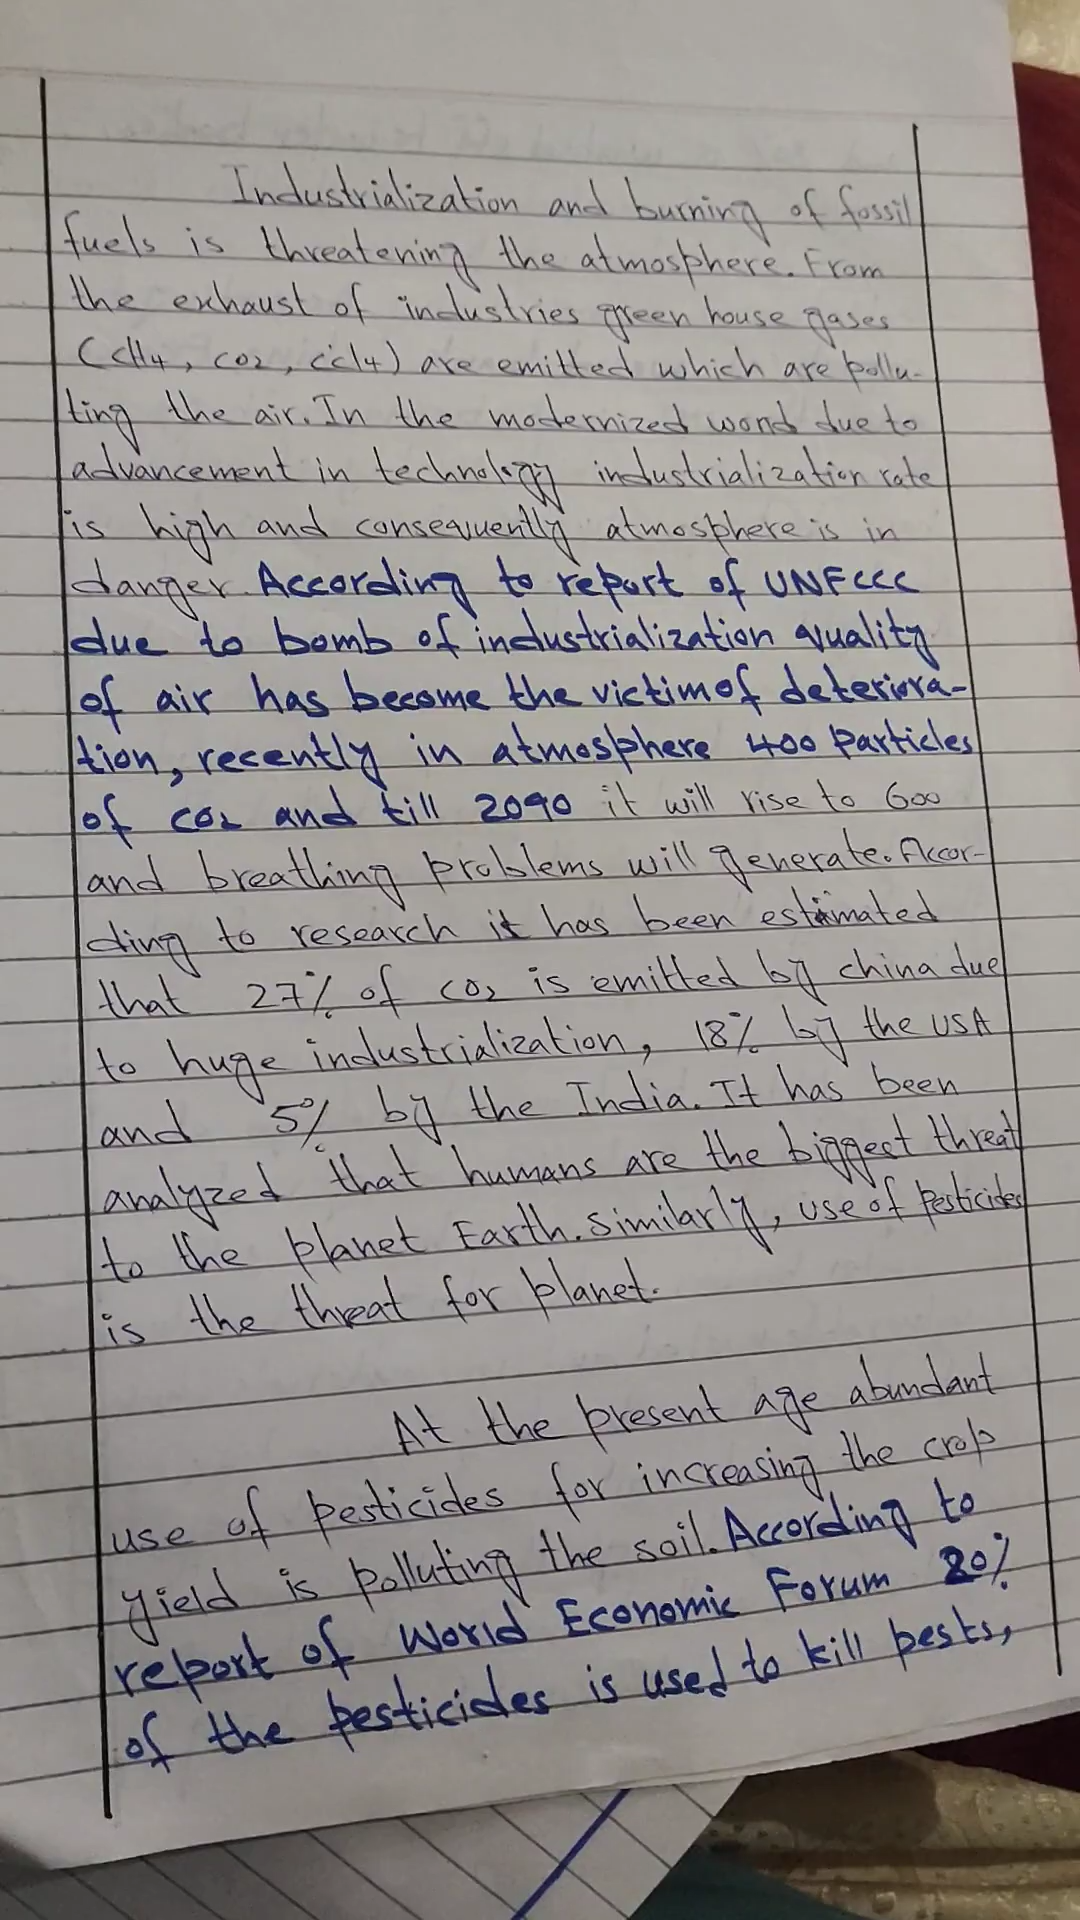 Industrialization and burning of fossil
fuels is threatening the atmosphere. From
the exhaust of industries green house gases
(CH4, CO2, CCl4) are emitted which are pollu-
ting the air. In the modernized world due to
advancement in technology industrialization rate
is high and consequently atmosphere is in
danger. According to report of UNFCCC
due to bomb of industrialization quality
of air has become the victim of deteriora-
tion, recently in atmosphere 400 particles
of CO2 and till 2090 it will rise to 600
and breathing problems will generate. Accor-
ding to research it has been estimated
that 27% of CO2 is emitted by china due
to huge industrialization, 18% by the USA
and 5% by the India. It has been
analyzed that humans are the biggest threat
to the planet Earth. Similarly, use of pesticides
is the threat for planet.
At the present age abundant
use of pesticides for increasing the crop
yield is polluting the soil. According to
report of World Economic Forum 20%
of the pesticides is used to kill pests,